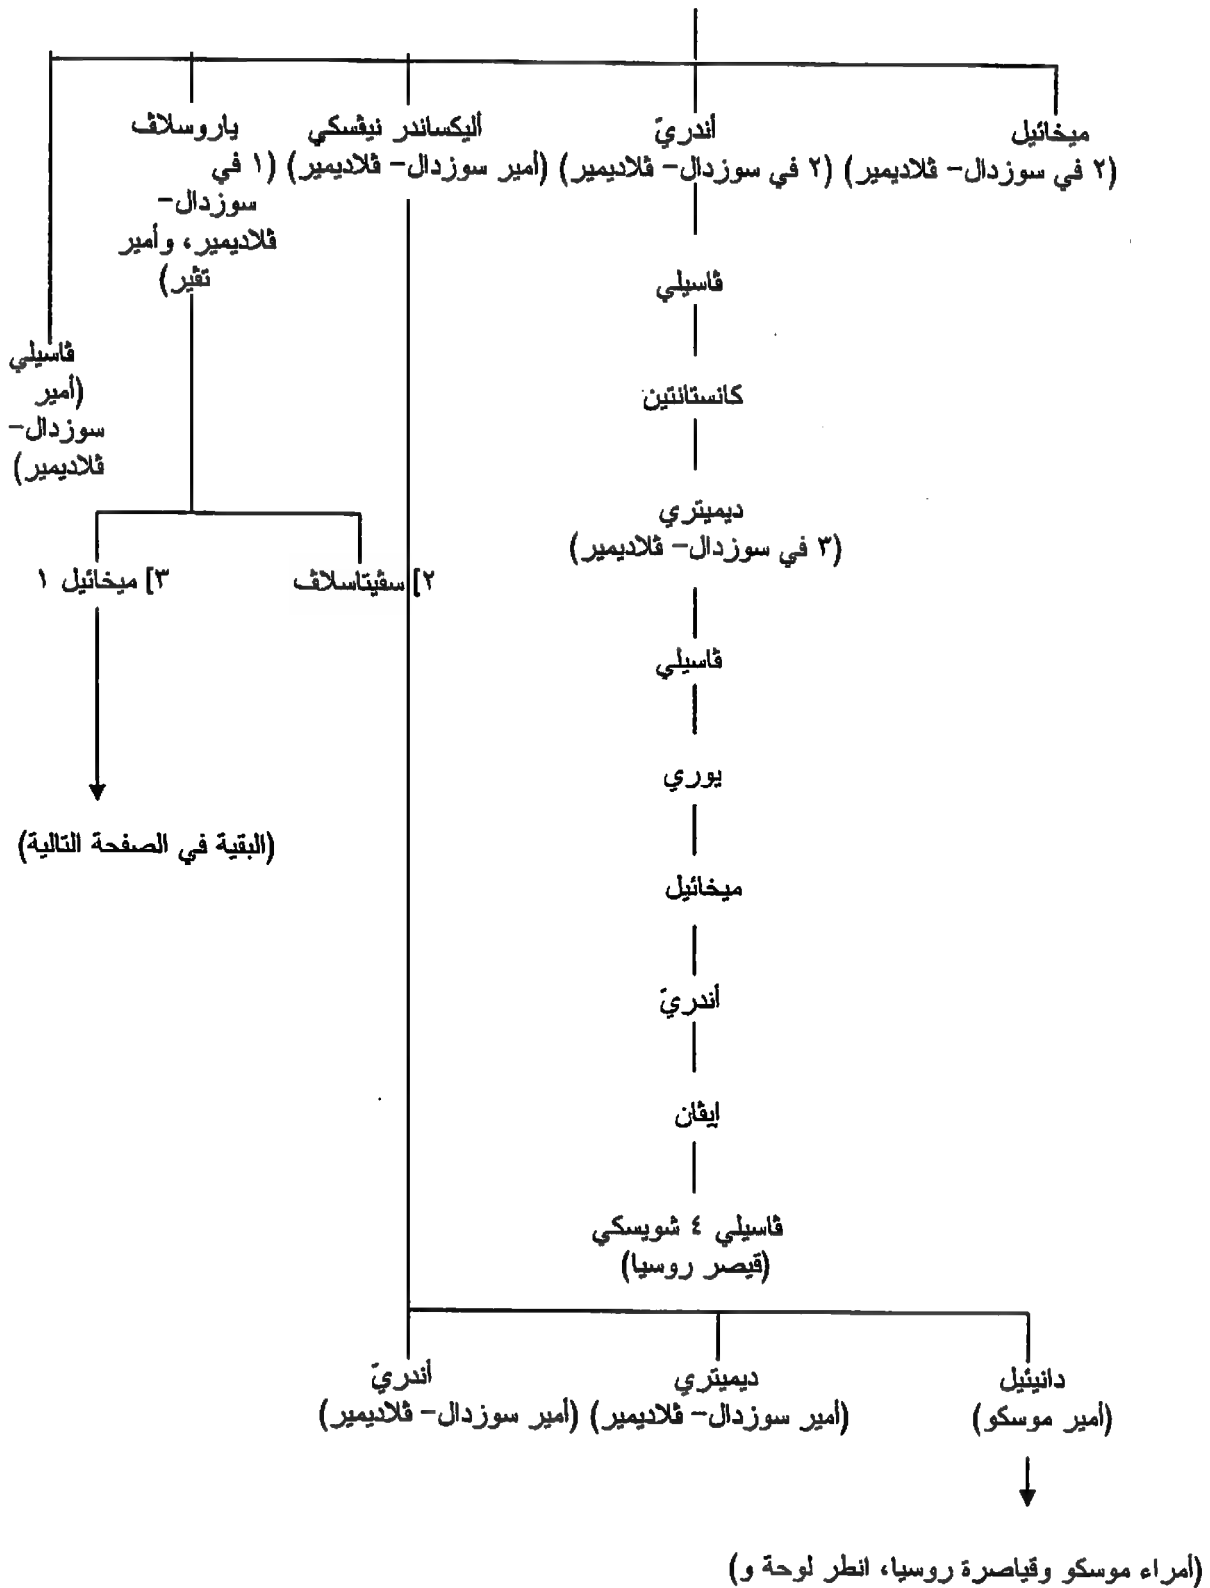 ميخائيل
(٢ في سوزدال- ڤلاديمير)
أندريّ
(٢ في سوزدال- ڤلاديمير)
أليكساندر نيڤسكي
(أمير سوزدال- ڤلاديمير)
ياروسلاڤ
(١ في
سوزدال-
ڤلاديمير، وأمير
تڤير)
ڤاسيلي
كانستانتين
ڤاسيلي
(أمير
سوزدال-
ڤلاديمير)
ديميتري
(٣ في سوزدال- ڤلاديمير)
٢] سڤيتاسلاڤ
٣] ميخائيل ١
ڤاسيلي
يوري
(البقية في الصفحة التالية)
ميخائيل
أندريّ
إيڤان
ڤاسيلي ٤ شويسكي
(قيصر روسيا)
دانيئيل
(أمير موسكو)
ديميتري
(أمير سوزدال- ڤلاديمير)
أندريّ
(أمير سوزدال- ڤلاديمير)
(أمراء موسكو وقياصرة روسيا، انطر لوحة و)